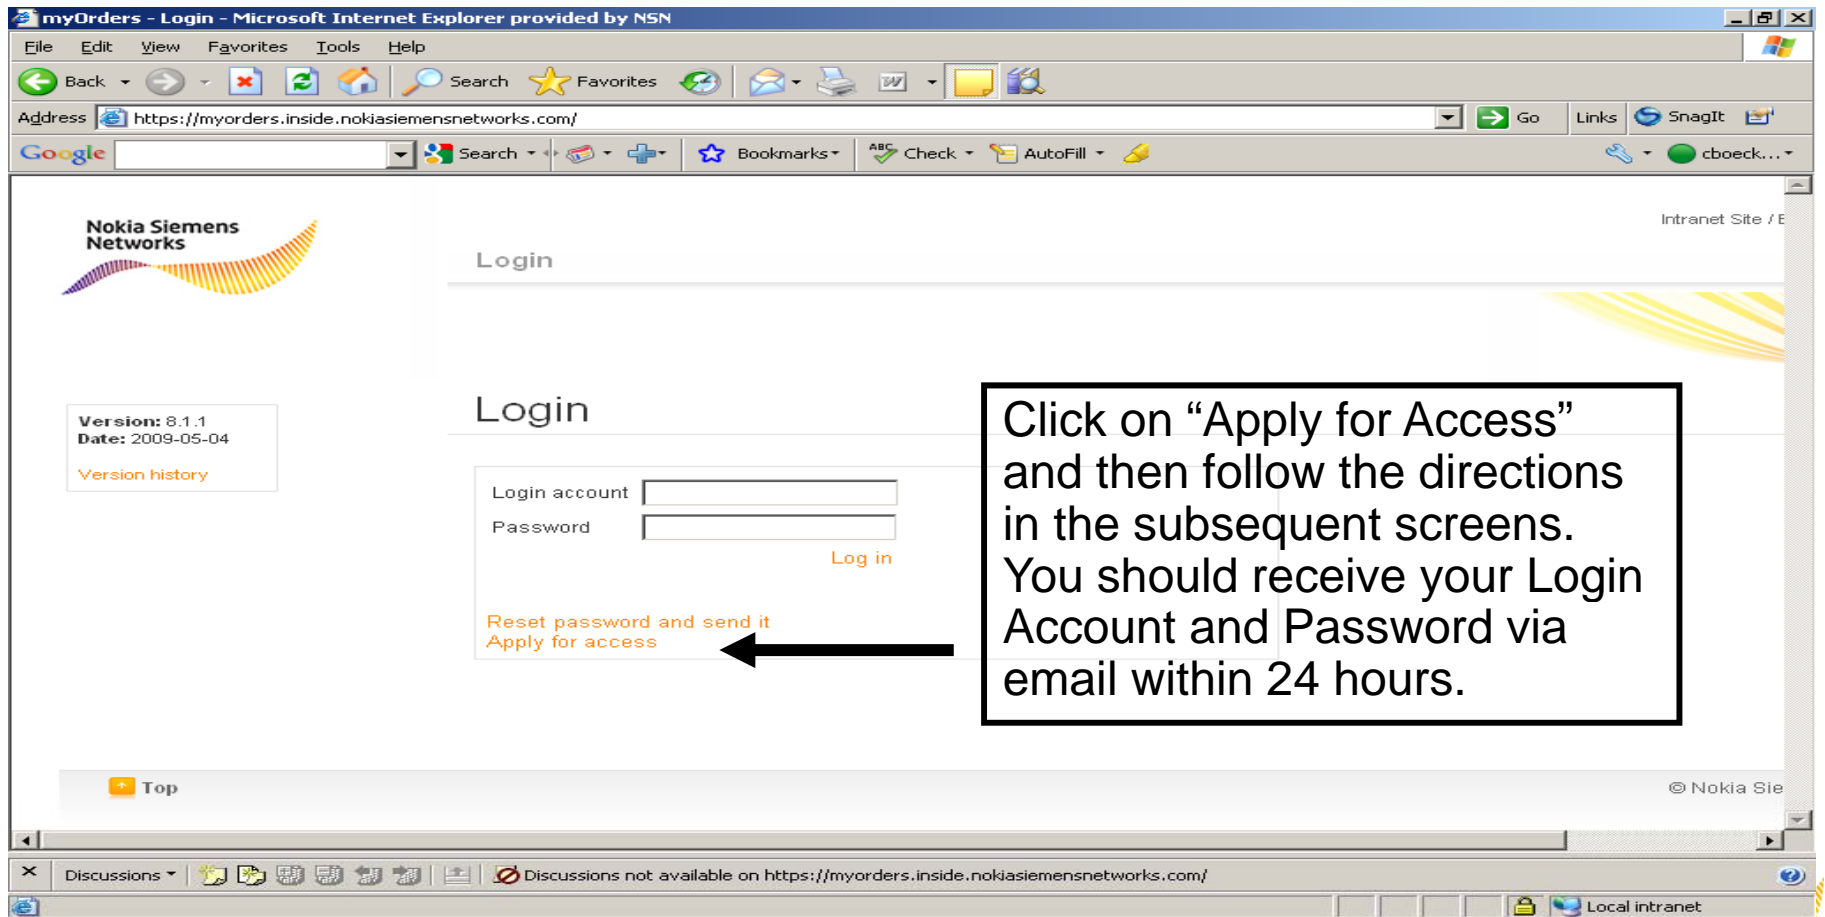 myOrders - Login - Microsoft Internet Explorer provided by NSN
File Edit View Favorites Tools Help
Back Search Favorites
Address https://myorders.inside.nokiasiemensnetworks.com/ Go Links SnagIt
Google Search Bookmarks ABC Check AutoFill cboeck...
Nokia Siemens
Networks
Intranet Site / E
Login
Login
Version: 8.1.1
Date: 2009-05-04
Version history
Login account
Password
Log in
Reset password and send it
Apply for access
Click on “Apply for Access”
and then follow the directions
in the subsequent screens.
You should receive your Login
Account and Password via
email within 24 hours.
Top
© Nokia Sie
Discussions Discussions not available on https://myorders.inside.nokiasiemensnetworks.com/
Local intranet